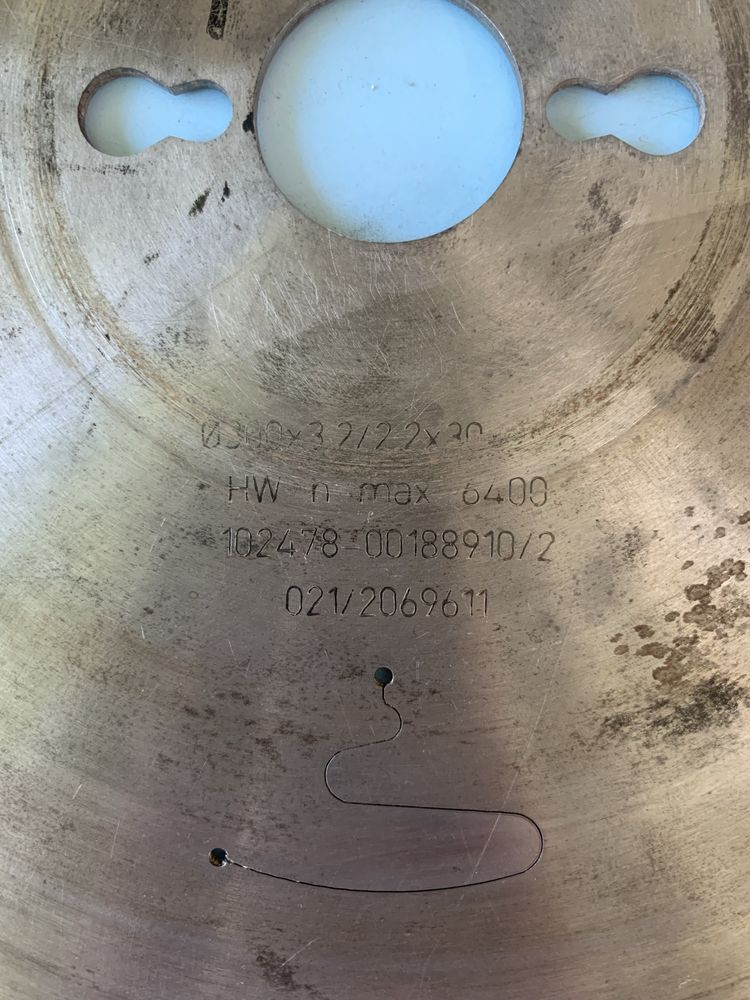 Ø300x3.2/2.2x30
HW n max 6400
102478-00188910/2
021/2069611